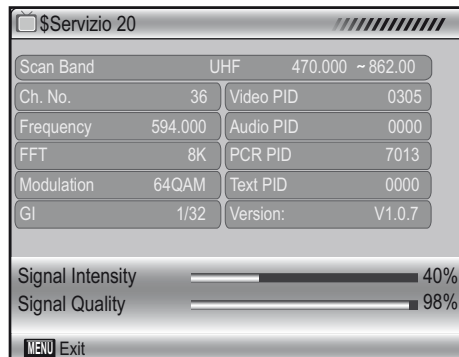 $Servizio 20
Scan Band UHF 470.000 ~862.00
Ch. No. 36 Video PID 0305
Frequency 594.000 Audio PID 0000
FFT 8K PCR PID 7013
Modulation 64QAM Text PID 0000
GI 1/32 Version: V1.0.7
Signal Intensity 40%
Signal Quality 98%
MENU Exit